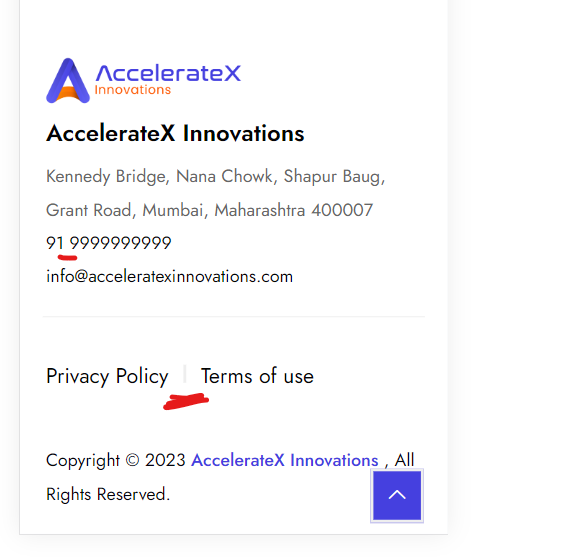 AccelerateX
Innovations
AccelerateX Innovations
Kennedy Bridge, Nana Chowk, Shapur Baug,
Grant Road, Mumbai, Maharashtra 400007
91 9999999999
info@acceleratexinnovations.com
Privacy Policy | Terms of use
Copyright © 2023 AccelerateX Innovations , All
Rights Reserved.